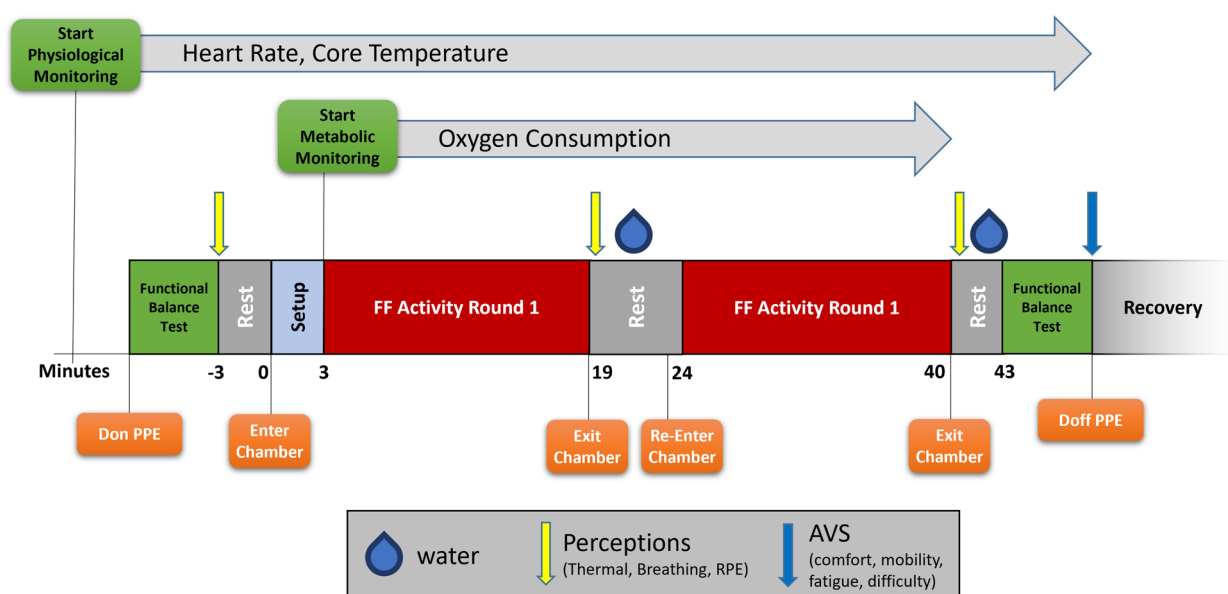 Start
Physiological
Monitoring
Heart Rate, Core Temperature
Start
Metabolic
Monitoring
Oxygen Consumption
Functional
Balance
Test
Rest
Setup
FF Activity Round 1
Rest
FF Activity Round 1
Rest
Functional
Balance
Test
Recovery
Minutes
-3
0
3
19
24
40
43
Don PPE
Enter
Chamber
Exit
Chamber
Re-Enter
Chamber
Exit
Chamber
Doff PPE
water
Perceptions
(Thermal, Breathing, RPE)
AVS
(comfort, mobility,
fatigue, difficulty)